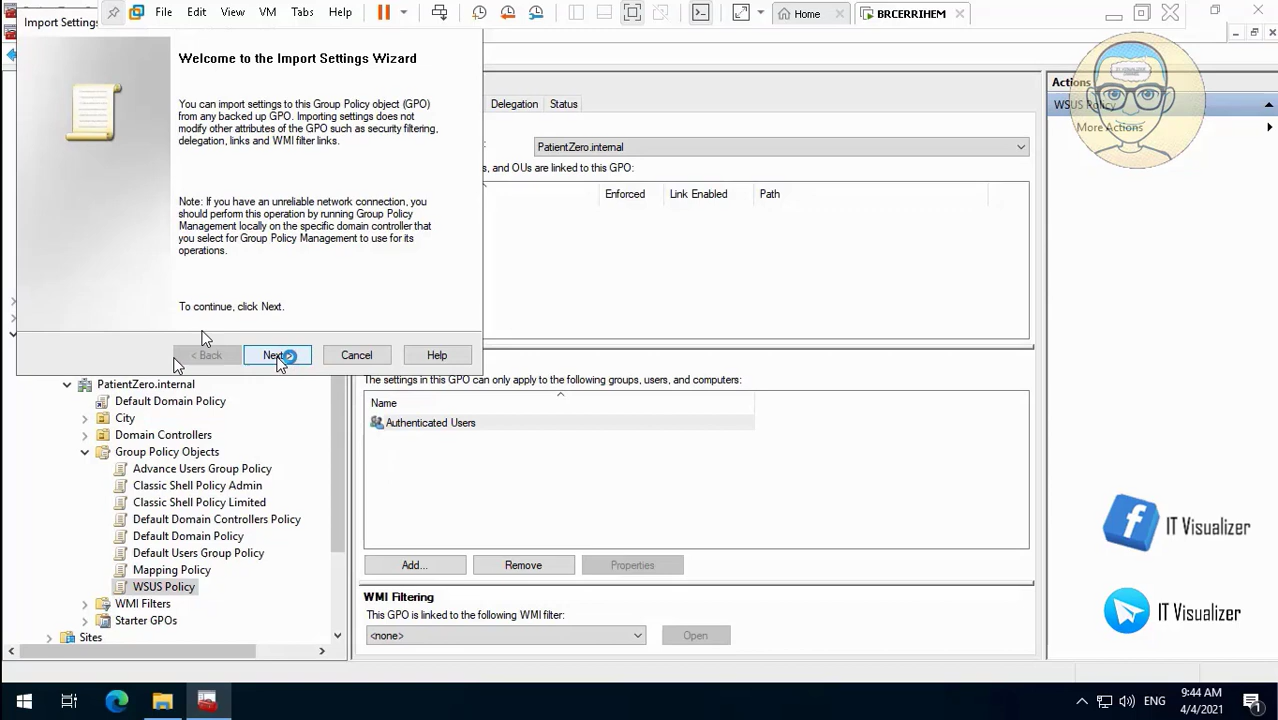 Import Settings
File
Edit
View
VM
Tabs
Help
Home
BRCERRIHEM
Welcome to the Import Settings Wizard
You can import settings to this Group Policy object (GPO)
from any backed up GPO. Importing settings does not
modify other attributes of the GPO such as security filtering,
delegation, links and WMI filter links.
Note: If you have an unreliable network connection, you
should perform this operation by running Group Policy
Management locally on the specific domain controller that
you select for Group Policy Management to use for its
operations.
To continue, click Next.
< Back
Next >
Cancel
Help
Delegation
Status
PatientZero.internal
s, and OUs are linked to this GPO:
Enforced
Link Enabled
Path
Actions
WSUS Policy
More Actions
PatientZero.internal
Default Domain Policy
City
Domain Controllers
Group Policy Objects
Advance Users Group Policy
Classic Shell Policy Admin
Classic Shell Policy Limited
Default Domain Controllers Policy
Default Domain Policy
Default Users Group Policy
Mapping Policy
WSUS Policy
WMI Filters
Starter GPOs
Sites
The settings in this GPO can only apply to the following groups, users, and computers:
Name
Authenticated Users
Add...
Remove
Properties
WMI Filtering
This GPO is linked to the following WMI filter:
<none>
Open
IT Visualizer
IT Visualizer
ENG
9:44 AM
4/4/2021
1